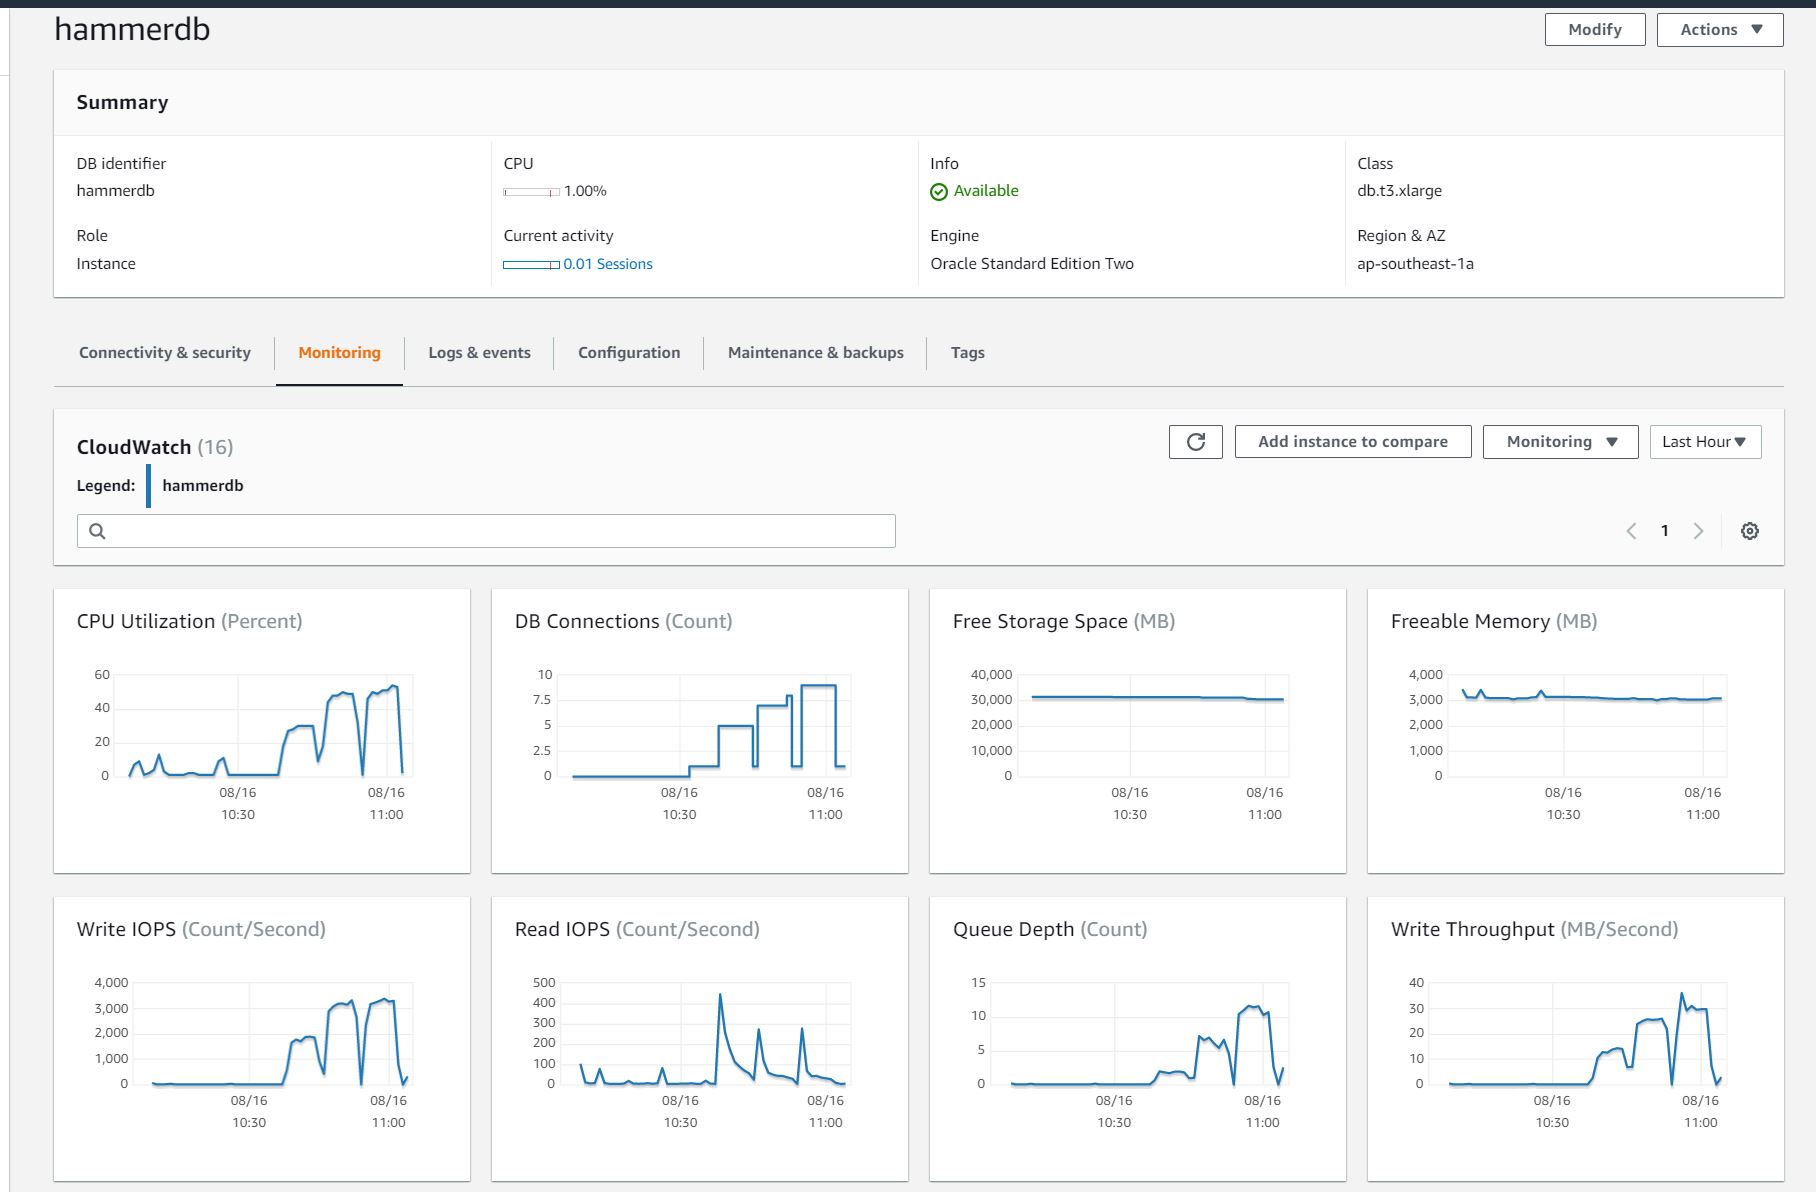 hammerdb
Modify
Actions
Summary
DB identifier
hammerdb
CPU
1.00%
Info
Available
Class
db.t3.xlarge
Role
Instance
Current activity
0.01 Sessions
Engine
Oracle Standard Edition Two
Region & AZ
ap-southeast-1a
Connectivity & security
Monitoring
Logs & events
Configuration
Maintenance & backups
Tags
CloudWatch (16)
Add instance to compare
Monitoring
Last Hour
Legend:
hammerdb
1
CPU Utilization (Percent)
60
40
20
0
08/16
10:30
08/16
11:00
DB Connections (Count)
10
7.5
5
2.5
0
08/16
10:30
08/16
11:00
Free Storage Space (MB)
40,000
30,000
20,000
10,000
0
08/16
10:30
08/16
11:00
Freeable Memory (MB)
4,000
3,000
2,000
1,000
0
08/16
10:30
08/16
11:00
Write IOPS (Count/Second)
4,000
3,000
2,000
1,000
0
08/16
10:30
08/16
11:00
Read IOPS (Count/Second)
500
400
300
200
100
0
08/16
10:30
08/16
11:00
Queue Depth (Count)
15
10
5
0
08/16
10:30
08/16
11:00
Write Throughput (MB/Second)
40
30
20
10
0
08/16
10:30
08/16
11:00